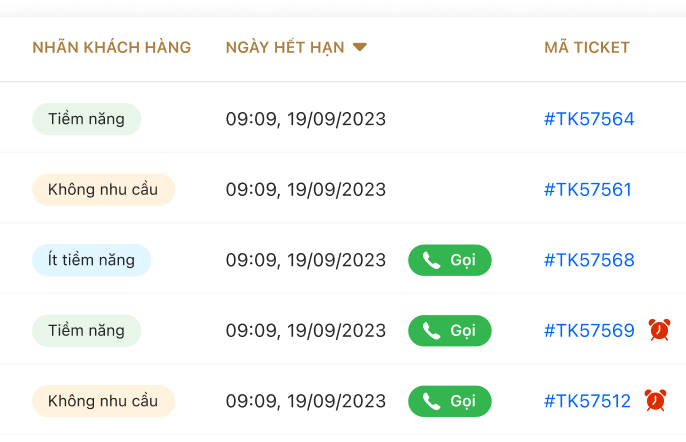 NHÃN KHÁCH HÀNG NGÀY HẾT HẠN MÃ TICKET
Tiềm năng 09:09, 19/09/2023 #TK57564
Không nhu cầu 09:09, 19/09/2023 #TK57561
Ít tiềm năng 09:09, 19/09/2023 Gọi #TK57568
Tiềm năng 09:09, 19/09/2023 Gọi #TK57569
Không nhu cầu 09:09, 19/09/2023 Gọi #TK57512